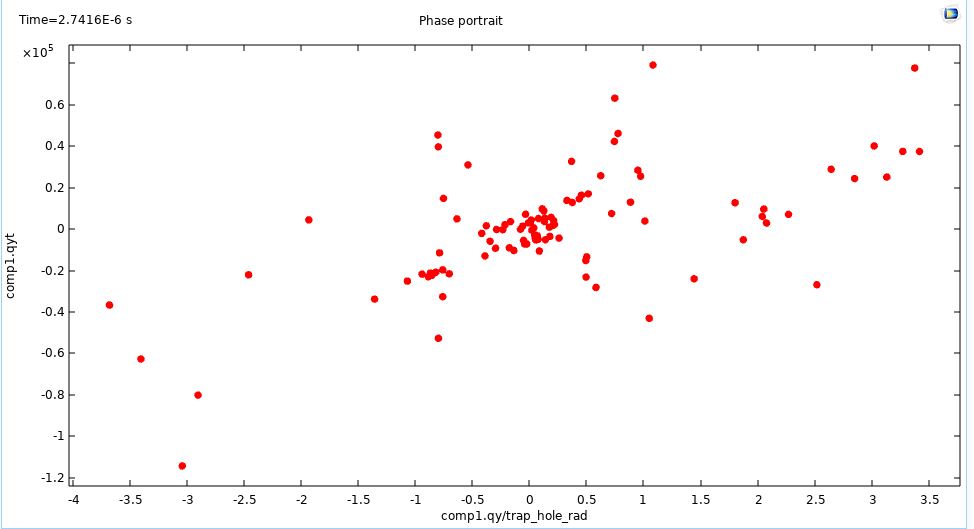 Time=2.7416E-6 s
Phase portrait
×10⁵
0.6
0.4
0.2
0
-0.2
-0.4
-0.6
-0.8
-1
-1.2
comp1.qyt
-4 -3.5 -3 -2.5 -2 -1.5 -1 -0.5 0 0.5 1 1.5 2 2.5 3 3.5
comp1.qy/trap_hole_rad